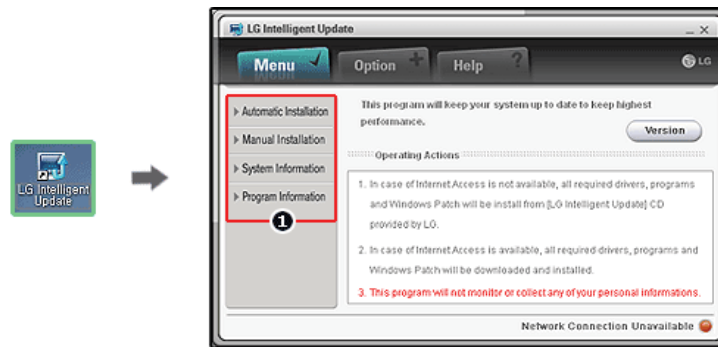 LG Intelligent Update
Menu
Option
Help
LG
Automatic Installation
Manual Installation
System Information
Program Information
1
This program will keep your system up to date to keep highest
performance.
Version
Operating Actions
1. In case of Internet Access is not available, all required drivers, programs
and Windows Patch will be install from [LG Intelligent Update] CD
provided by LG.
2. In case of Internet Access is available, all required drivers, programs and
Windows Patch will be downloaded and installed.
3. This program will not monitor or collect any of your personal informations.
Network Connection Unavailable
LG Intelligent
Update